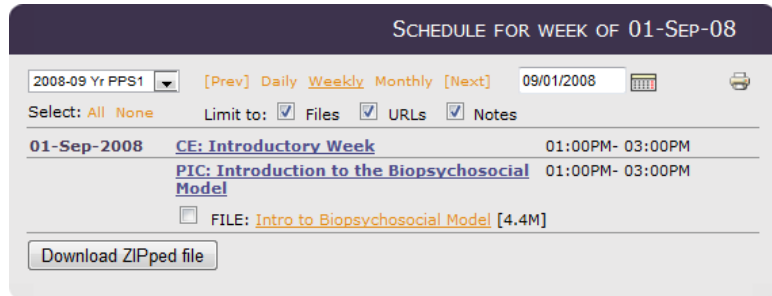 SCHEDULE FOR WEEK OF 01-SEP-08
2008-09 Yr PPS1 [Prev] Daily Weekly Monthly [Next] 09/01/2008
Select: All None Limit to: Files URLs Notes
01-Sep-2008 CE: Introductory Week 01:00PM- 03:00PM
PIC: Introduction to the Biopsychosocial 01:00PM- 03:00PM
Model
FILE: Intro to Biopsychosocial Model [4.4M]
Download ZIPped file